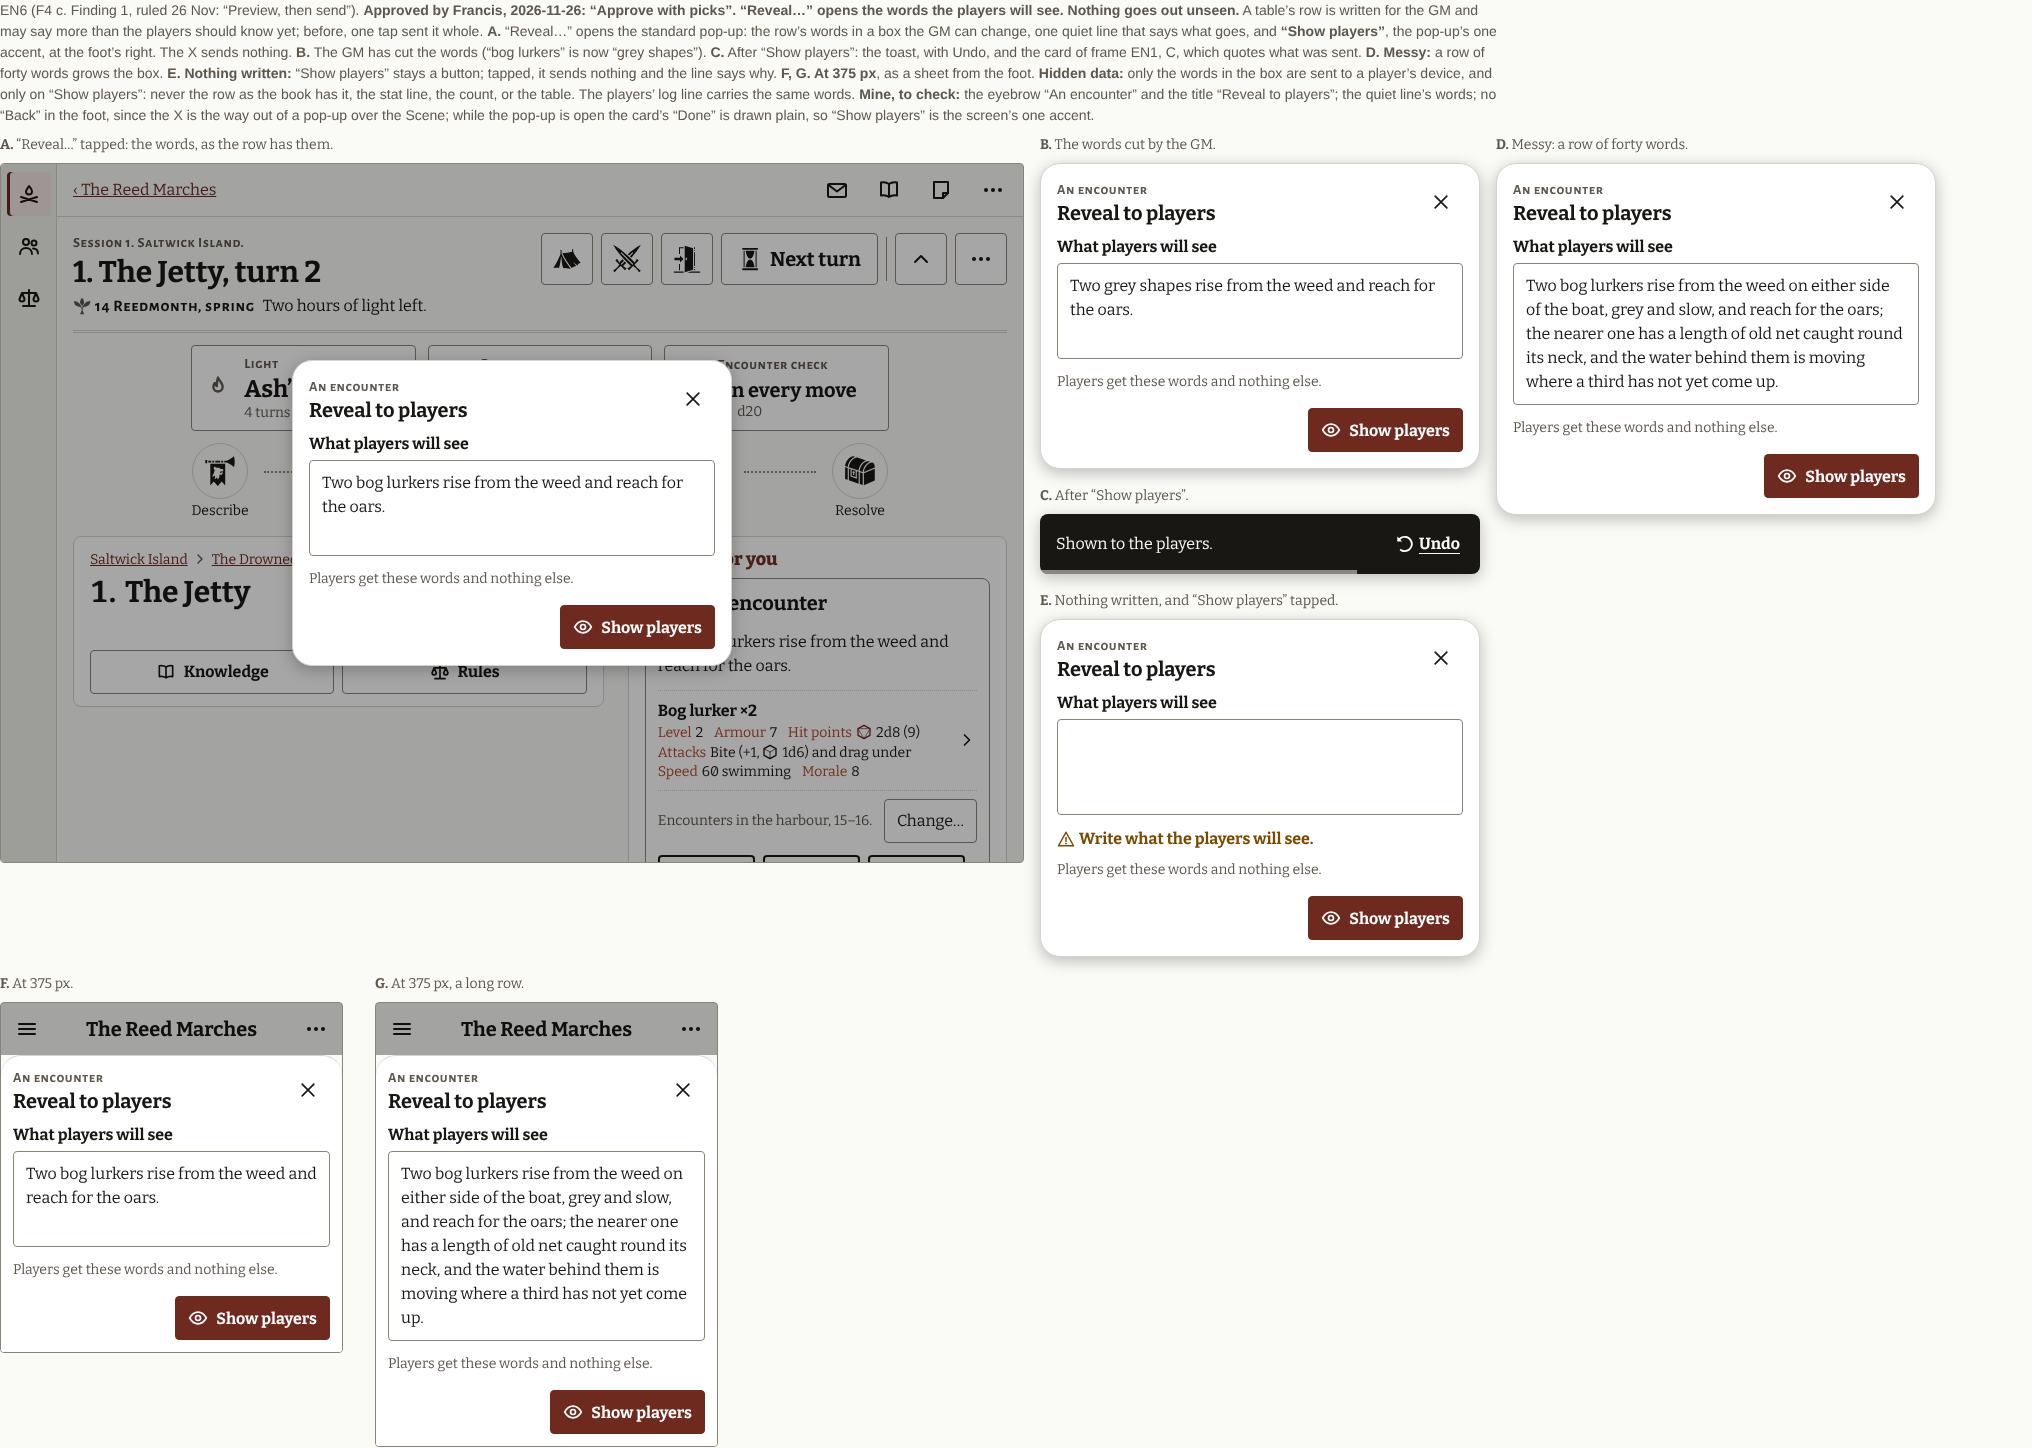 EN6 (F4 c. Finding 1, ruled 26 Nov: “Preview, then send”). Approved by Francis, 2026-11-26: “Approve with picks”. “Reveal…” opens the words the players will see. Nothing goes out unseen. A table’s row is written for the GM and
may say more than the players should know yet; before, one tap sent it whole. A. “Reveal…” opens the standard pop-up: the row’s words in a box the GM can change, one quiet line that says what goes, and “Show players”, the pop-up’s one
accent, at the foot’s right. The X sends nothing. B. The GM has cut the words (“bog lurkers” is now “grey shapes”). C. After “Show players”: the toast, with Undo, and the card of frame EN1, C, which quotes what was sent. D. Messy: a row of
forty words grows the box. E. Nothing written: “Show players” stays a button; tapped, it sends nothing and the line says why. F, G. At 375 px, as a sheet from the foot. Hidden data: only the words in the box are sent to a player’s device, and
only on “Show players”: never the row as the book has it, the stat line, the count, or the table. The players’ log line carries the same words. Mine, to check: the eyebrow “An encounter” and the title “Reveal to players”; the quiet line’s words; no
“Back” in the foot, since the X is the way out of a pop-up over the Scene; while the pop-up is open the card’s “Done” is drawn plain, so “Show players” is the screen’s one accent.
A. “Reveal…” tapped: the words, as the row has them.
‹ The Reed Marches
Session 1. Saltwick Island.
1. The Jetty, turn 2
14 Reedmonth, spring Two hours of light left.
Next turn
Light
Ash’
4 turns
ncounter check
n every move
d20
Describe
Resolve
Saltwick Island > The Drowne
1. The Jetty
Knowledge
Rules
or you
encounter
urkers rise from the weed and
reach for the oars.
Bog lurker ×2
Level 2 Armour 7 Hit points 2d8 (9)
Attacks Bite (+1, 1d6) and drag under
Speed 60 swimming Morale 8
Encounters in the harbour, 15–16.
Change…
An encounter
Reveal to players
What players will see
Two bog lurkers rise from the weed and reach for
the oars.
Players get these words and nothing else.
Show players
B. The words cut by the GM.
An encounter
Reveal to players
What players will see
Two grey shapes rise from the weed and reach for
the oars.
Players get these words and nothing else.
Show players
C. After “Show players”.
Shown to the players.
Undo
E. Nothing written, and “Show players” tapped.
An encounter
Reveal to players
What players will see
Write what the players will see.
Players get these words and nothing else.
Show players
D. Messy: a row of forty words.
An encounter
Reveal to players
What players will see
Two bog lurkers rise from the weed on either side
of the boat, grey and slow, and reach for the oars;
the nearer one has a length of old net caught round
its neck, and the water behind them is moving
where a third has not yet come up.
Players get these words and nothing else.
Show players
F. At 375 px.
The Reed Marches
An encounter
Reveal to players
What players will see
Two bog lurkers rise from the weed and
reach for the oars.
Players get these words and nothing else.
Show players
G. At 375 px, a long row.
The Reed Marches
An encounter
Reveal to players
What players will see
Two bog lurkers rise from the weed on
either side of the boat, grey and slow,
and reach for the oars; the nearer one
has a length of old net caught round its
neck, and the water behind them is
moving where a third has not yet come
up.
Players get these words and nothing else.
Show players